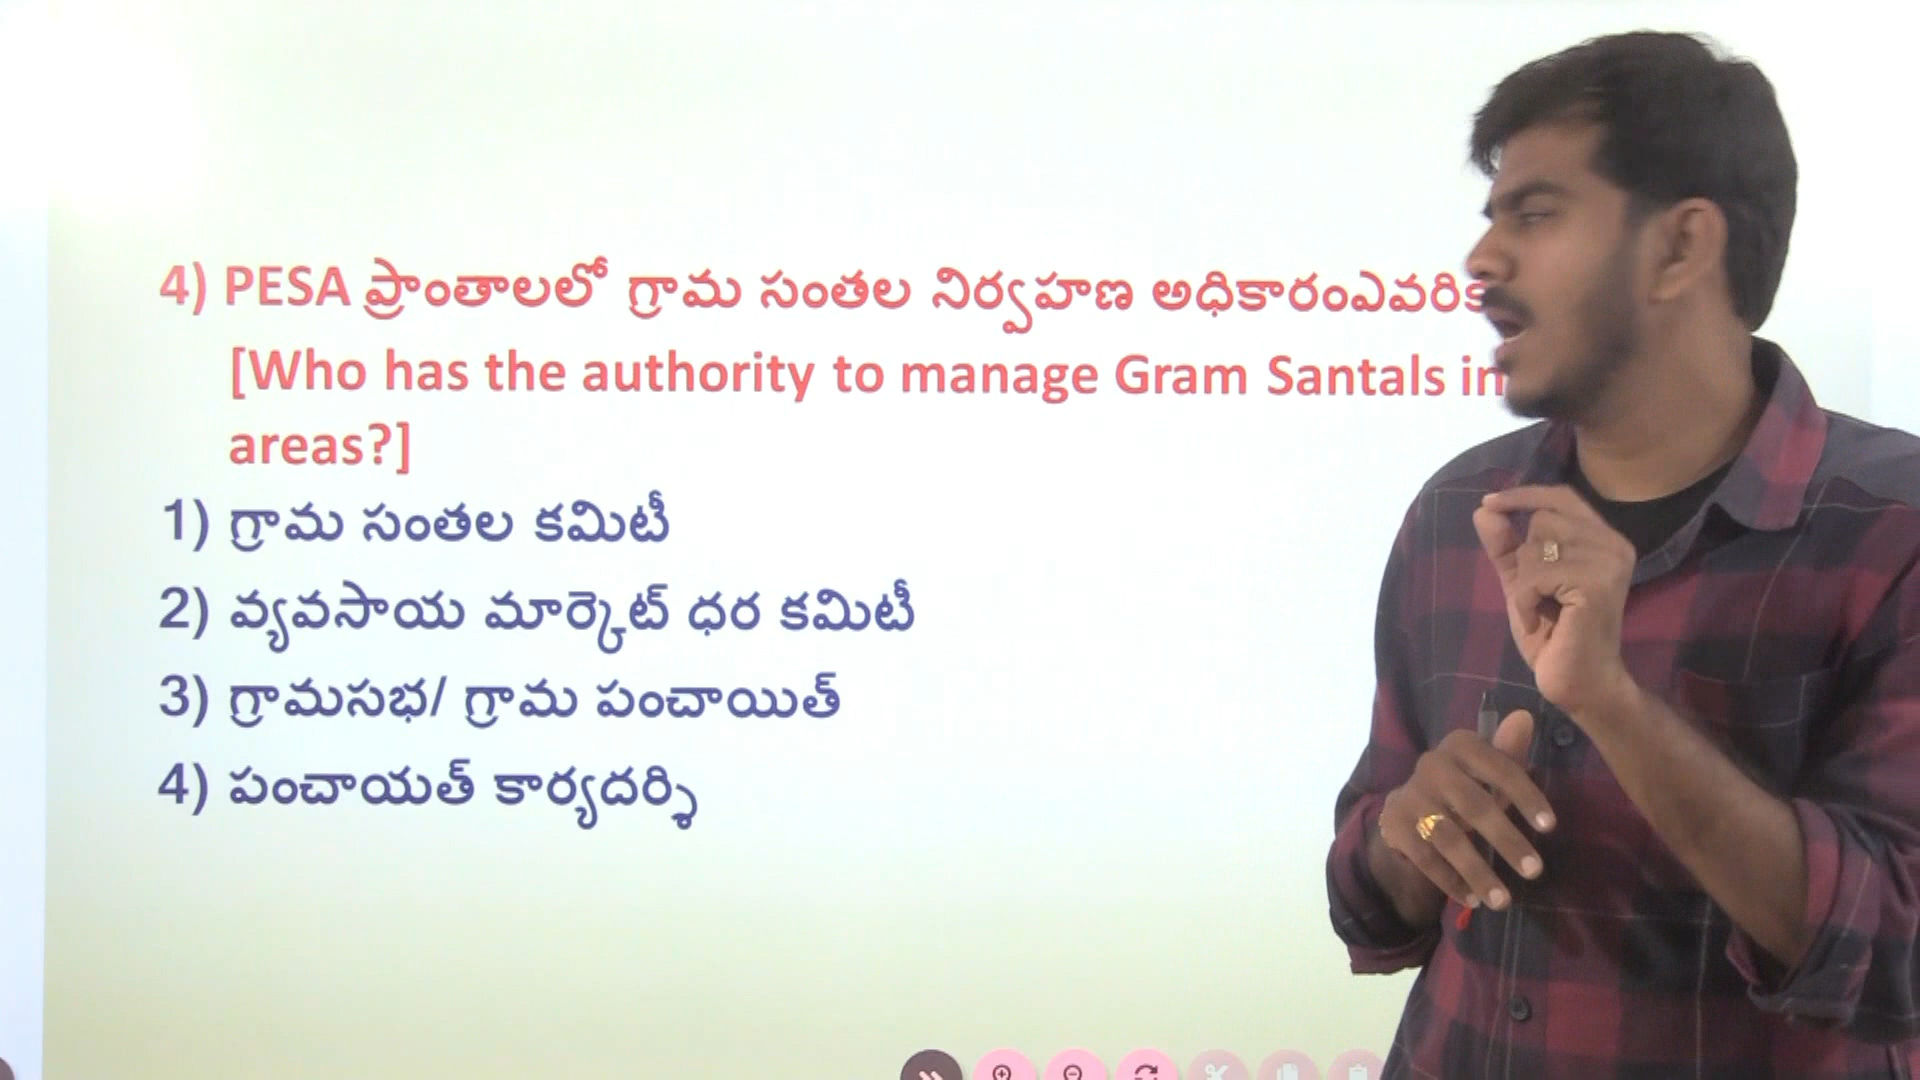 4) PESA ప్రాంతాలలో గ్రామ సంతల నిర్వహణ అధికారంఎవరికి
[Who has the authority to manage Gram Santals in
areas?]
1) గ్రామ సంతల కమిటీ
2) వ్యవసాయ మార్కెట్ ధర కమిటీ
3) గ్రామసభ/ గ్రామ పంచాయిత్
4) పంచాయత్ కార్యదర్శి